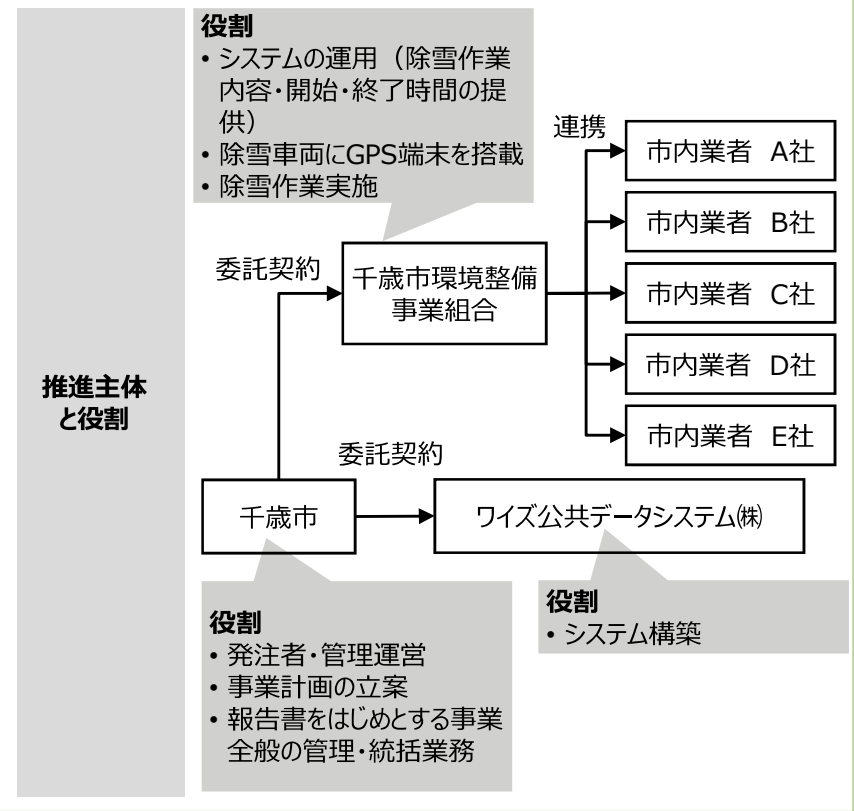 推進主体
と役割
役割
• システムの運用（除雪作業
内容・開始・終了時間の提
供）
• 除雪車両にGPS端末を搭載
• 除雪作業実施
連携
市内業者　A社
市内業者　B社
市内業者　C社
市内業者　D社
市内業者　E社
委託契約
千歳市環境整備
事業組合
委託契約
千歳市
ワイズ公共データシステム㈱
役割
• 発注者・管理運営
• 事業計画の立案
• 報告書をはじめとする事業
全般の管理・統括業務
役割
• システム構築